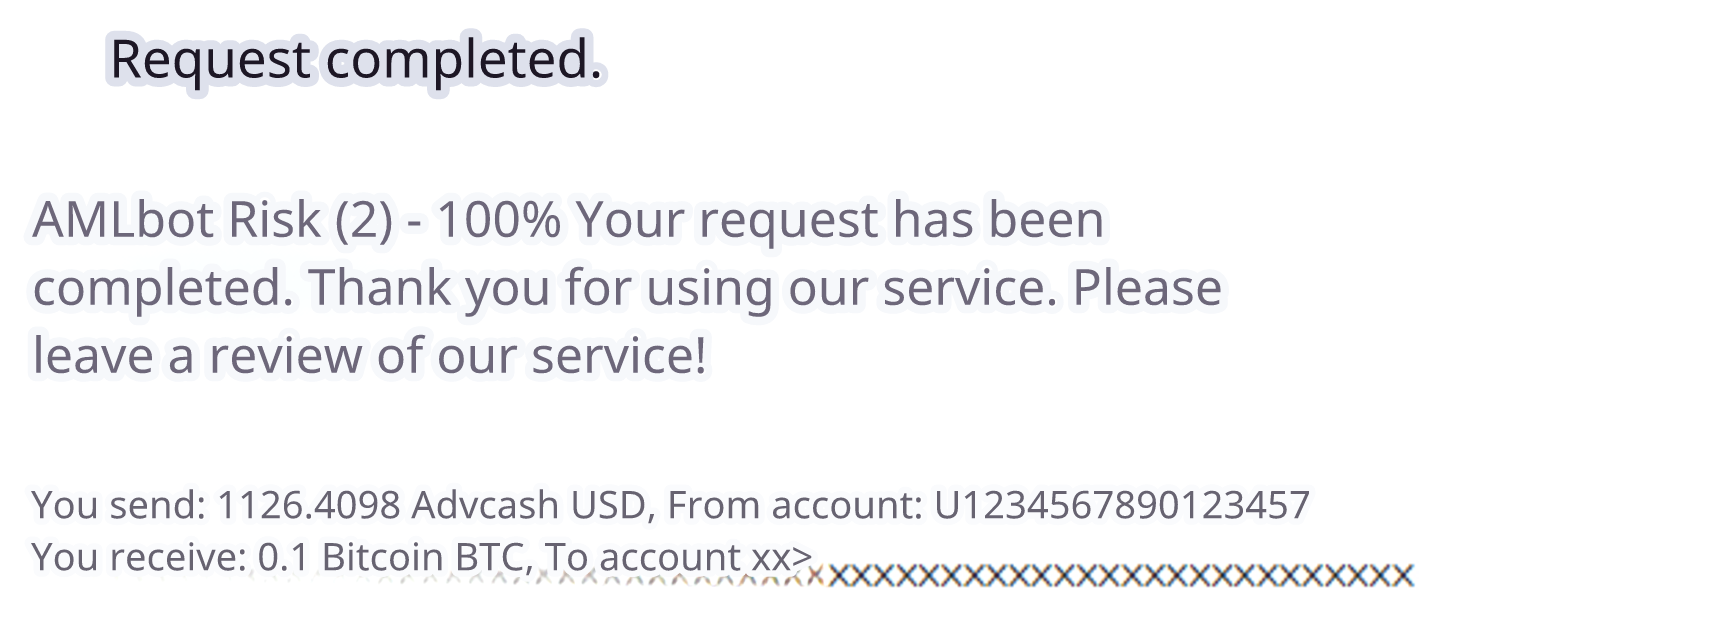 Request completed.
AMLbot Risk (2) - 100% Your request has been
completed. Thank you for using our service. Please
leave a review of our service!
You send: 1126.4098 Advcash USD, From account: U1234567890123457
You receive: 0.1 Bitcoin BTC, To account xx>